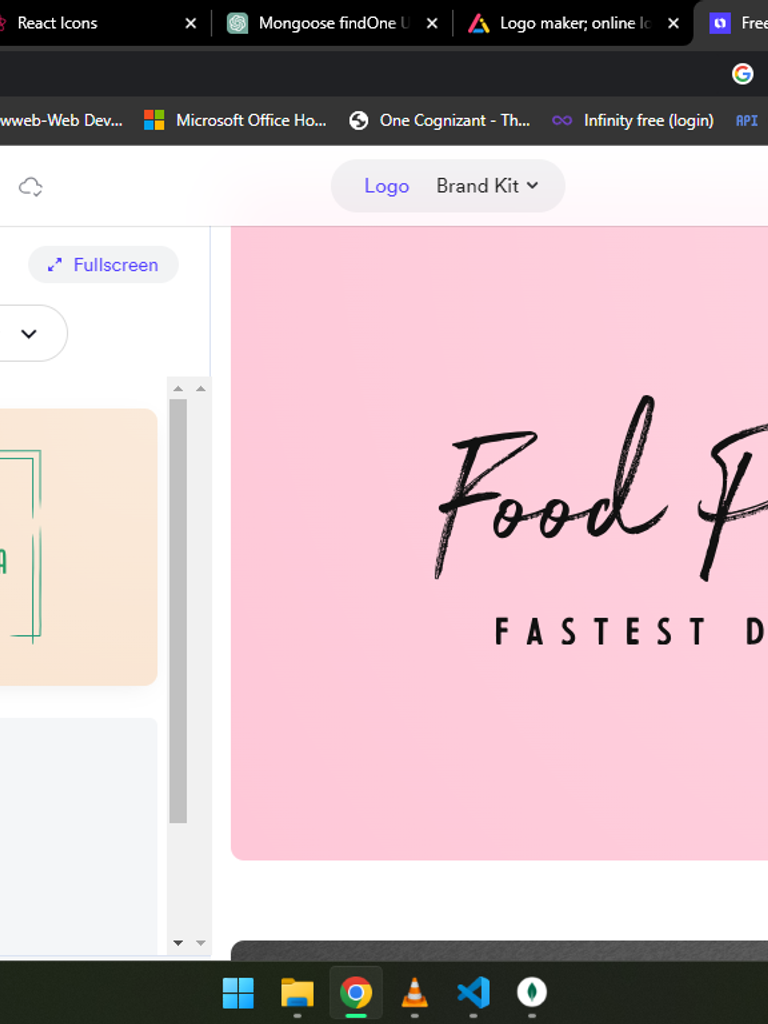 React Icons
Mongoose findOne U
Logo maker; online lo
Free
wweb-Web Dev...
Microsoft Office Ho...
One Cognizant - Th...
Infinity free (login)
API
Logo
Brand Kit
Fullscreen
A
Food P
FASTEST D